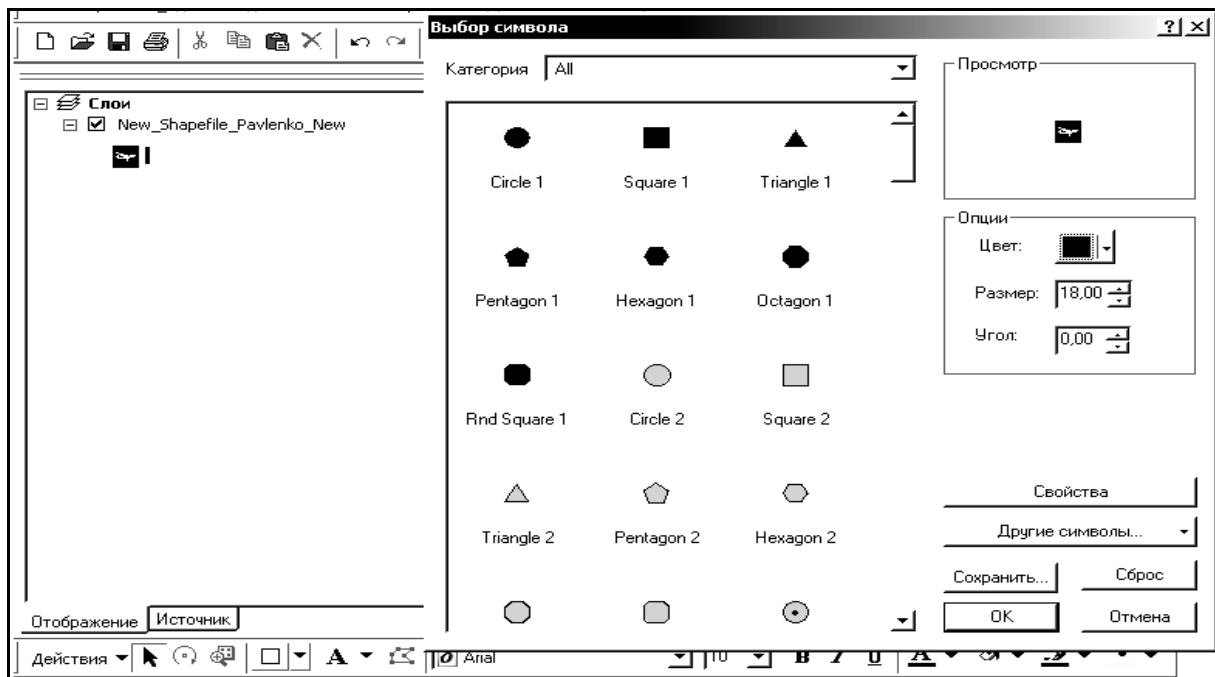 Выбор символа
Категория All
Просмотр
Слои
New_Shapefile_Pavlenko_New
Circle 1 Square 1 Triangle 1
Опции
Цвет:
Pentagon 1 Hexagon 1 Octagon 1
Размер: 18,00
Угол: 0,00
Rnd Square 1 Circle 2 Square 2
Triangle 2 Pentagon 2 Hexagon 2
Свойства
Другие символы...
Сохранить... Сброс
OK Отмена
Отображение Источник
Действия A Arial 10 B I U A